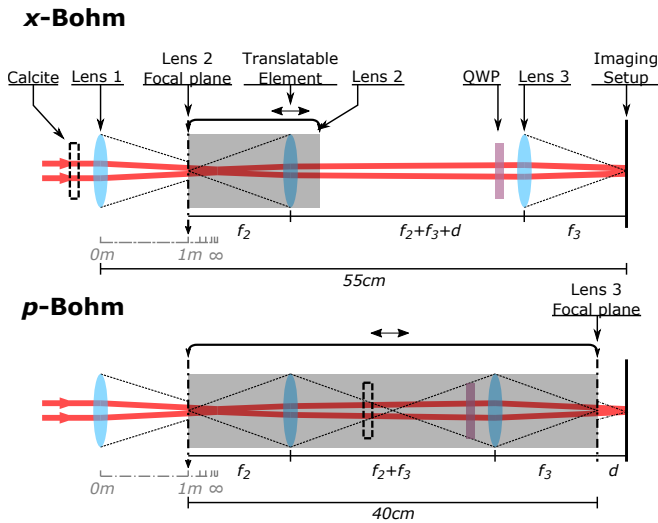 x-Bohm
Lens 2
Focal plane
Translatable
Element
Imaging
Setup
Calcite
Lens 1
Lens 2
QWP
Lens 3
f2
f2+f3+d
f3
0m
1m
∞
55cm
p-Bohm
Lens 3
Focal plane
f2
f2+f3
f3
d
0m
1m
∞
40cm